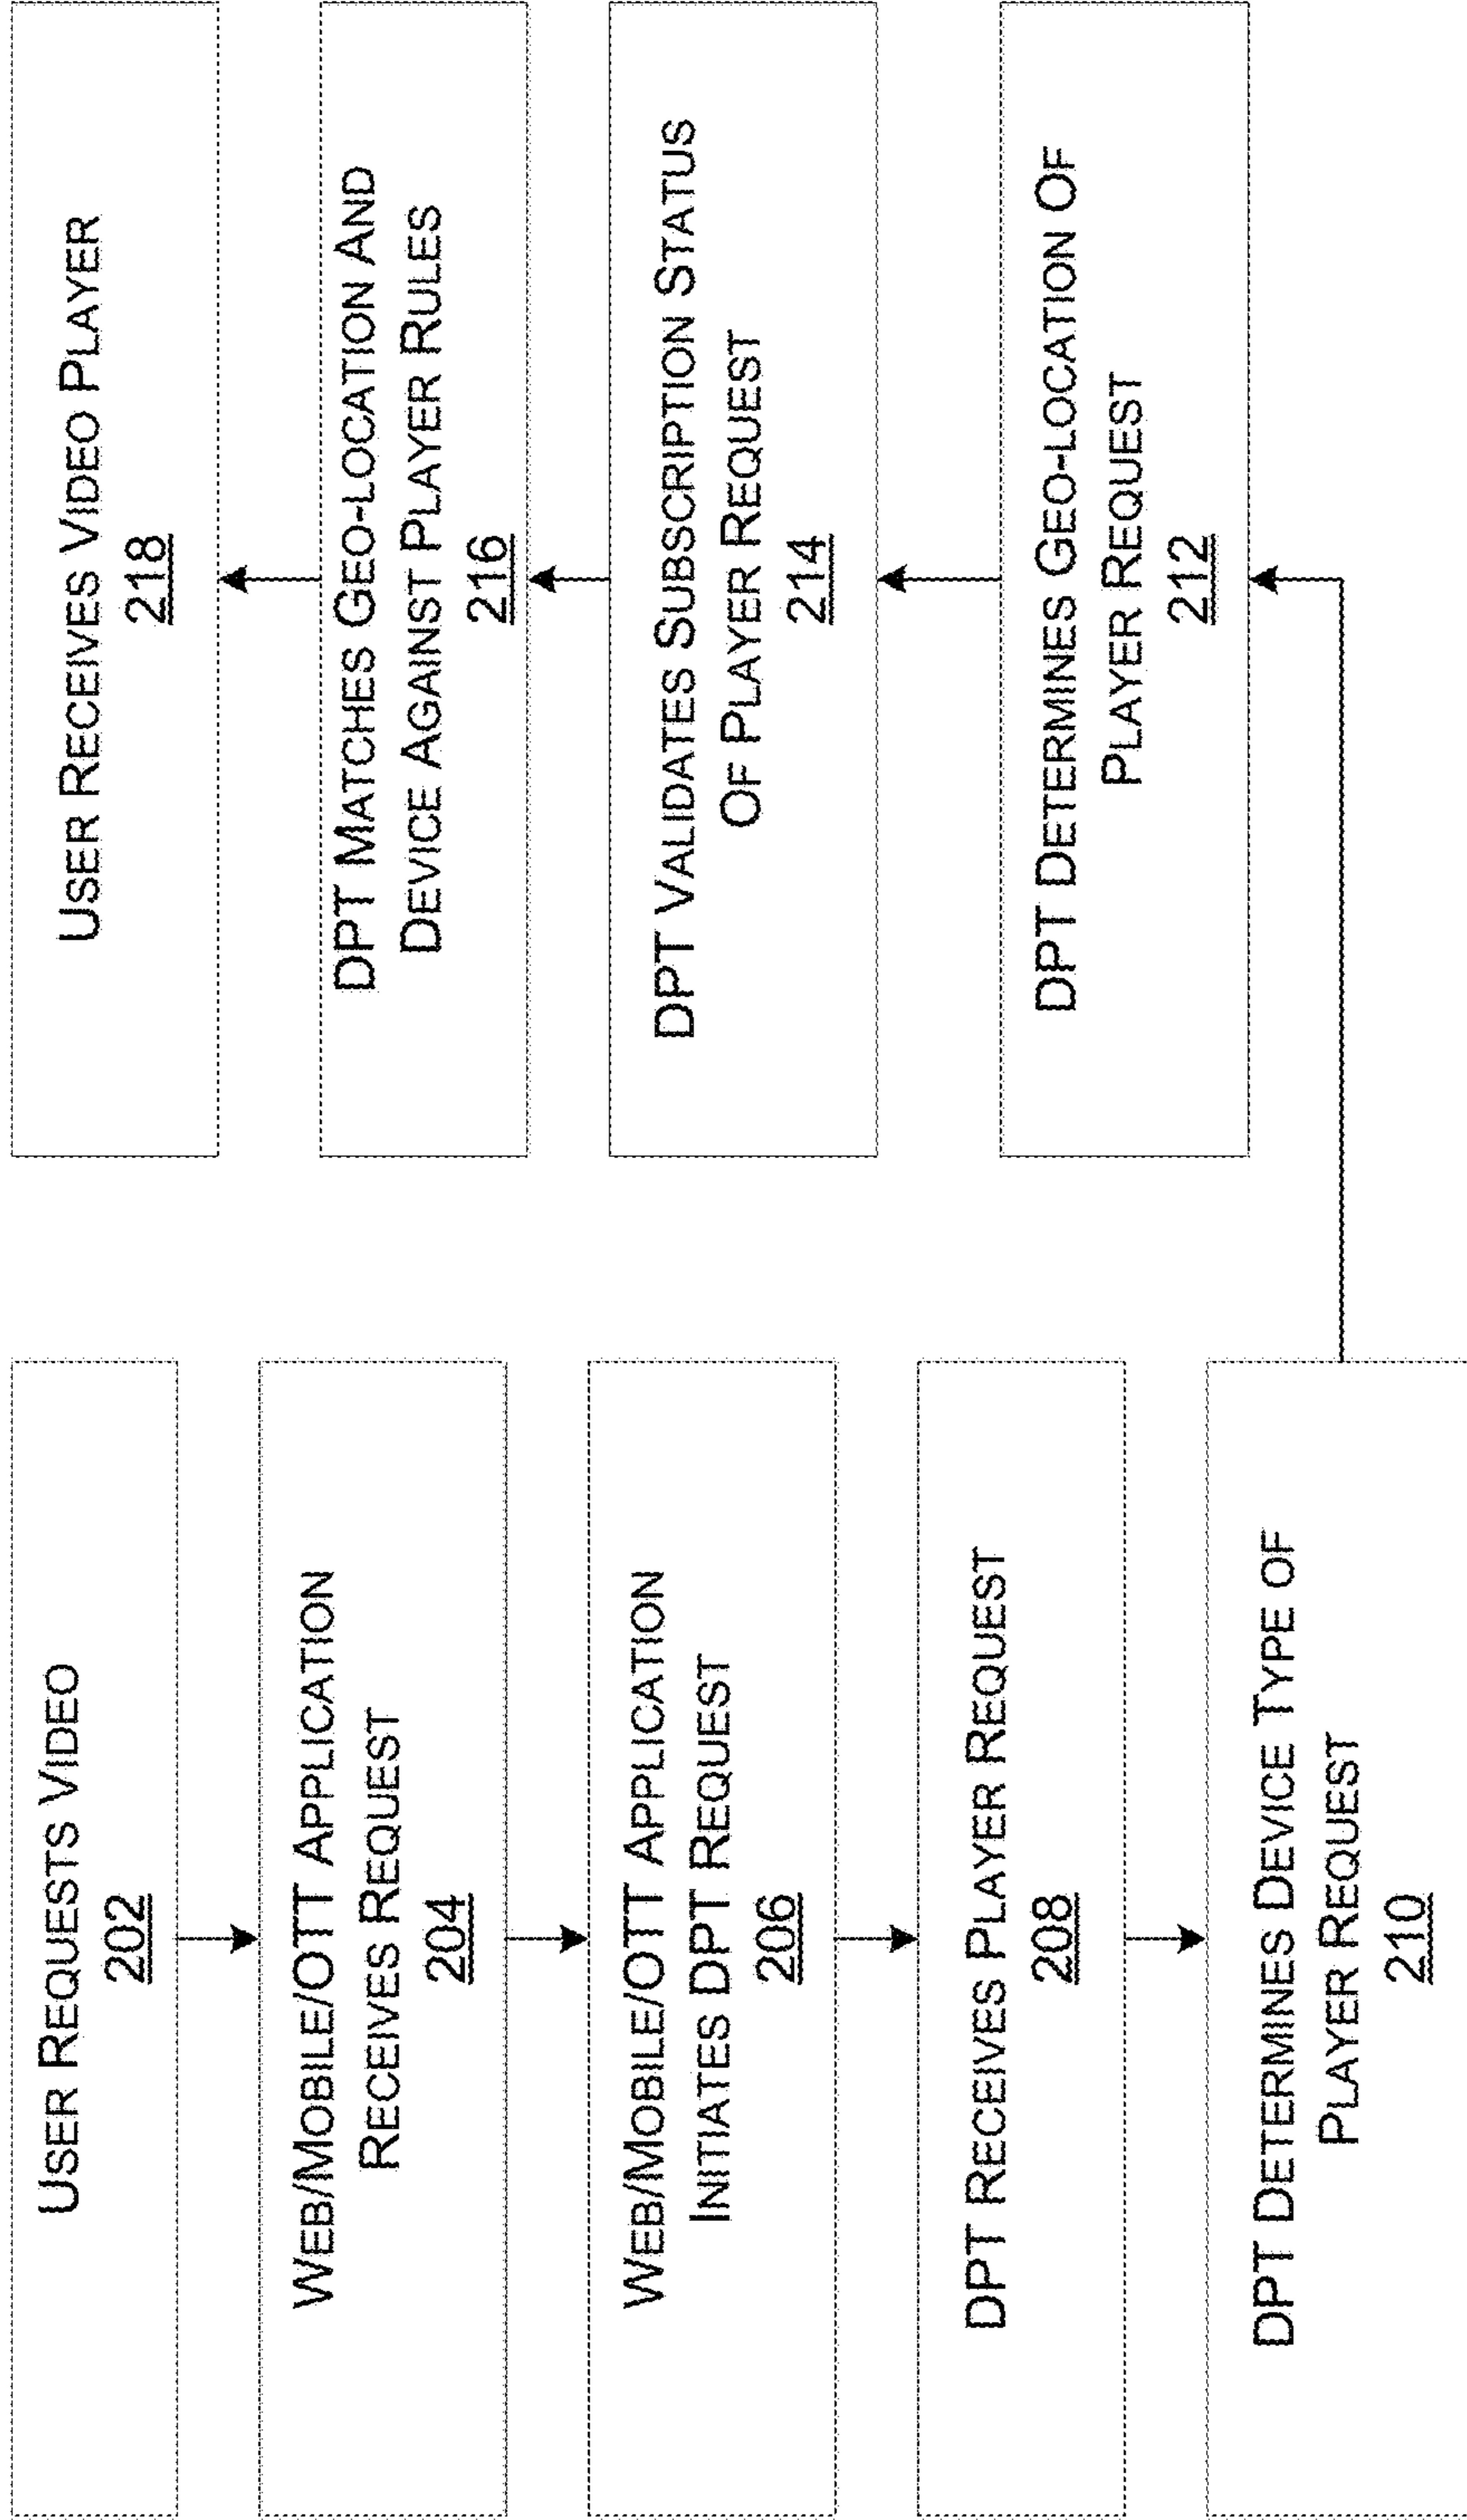 User Requests Video
202
Web/Mobile/OTT Application
Receives Request
204
Web/Mobile/OTT Application
Initiates DPT Request
206
DPT Receives Player Request
208
DPT Determines Device Type of
Player Request
210
DPT Determines Geo-location Of
Player Request
212
DPT Validates Subscription Status
Of Player Request
214
DPT Matches Geo-location And
Device Against Player Rules
216
User Receives Video Player
218